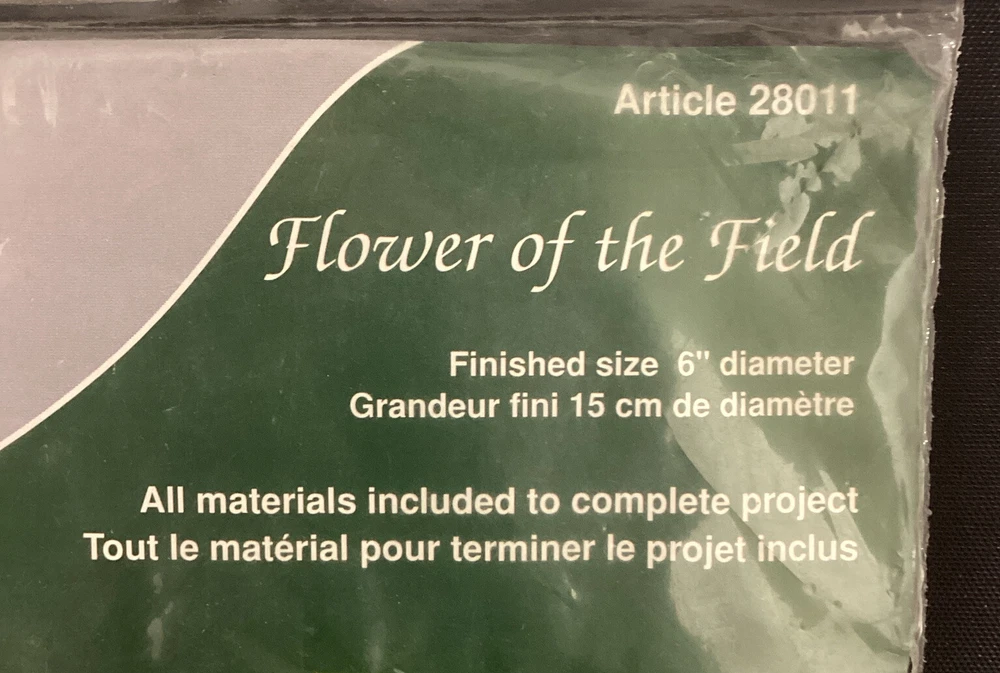 Article 28011
Flower of the Field
Finished size 6" diameter
Grandeur fini 15 cm de diamètre
All materials included to complete project
Tout le matérial pour terminer le projet inclus